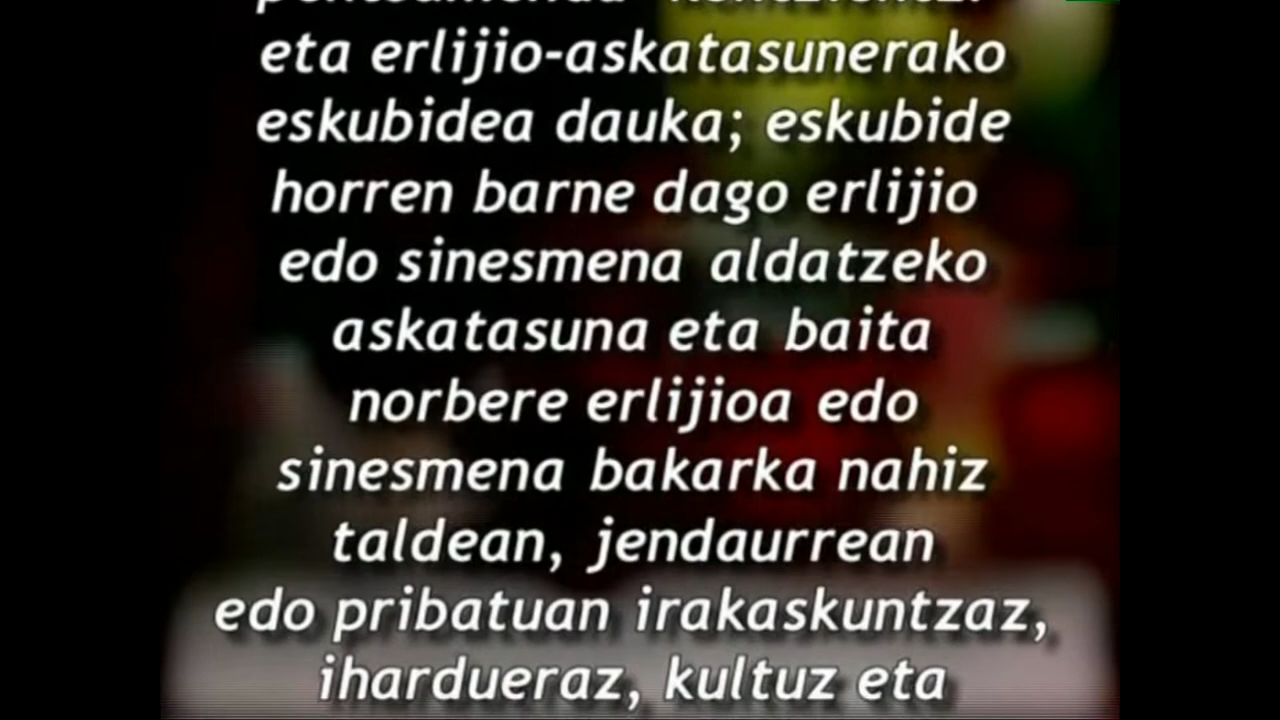 eta erlijio-askatasunerako
eskubidea dauka; eskubide
horren barne dago erlijio
edo sinesmena aldatzeko
askatasuna eta baita
norbere erlijioa edo
sinesmena bakarka nahiz
taldean, jendaurrean
edo pribatuan irakaskuntzaz,
ihardueraz, kultuz eta